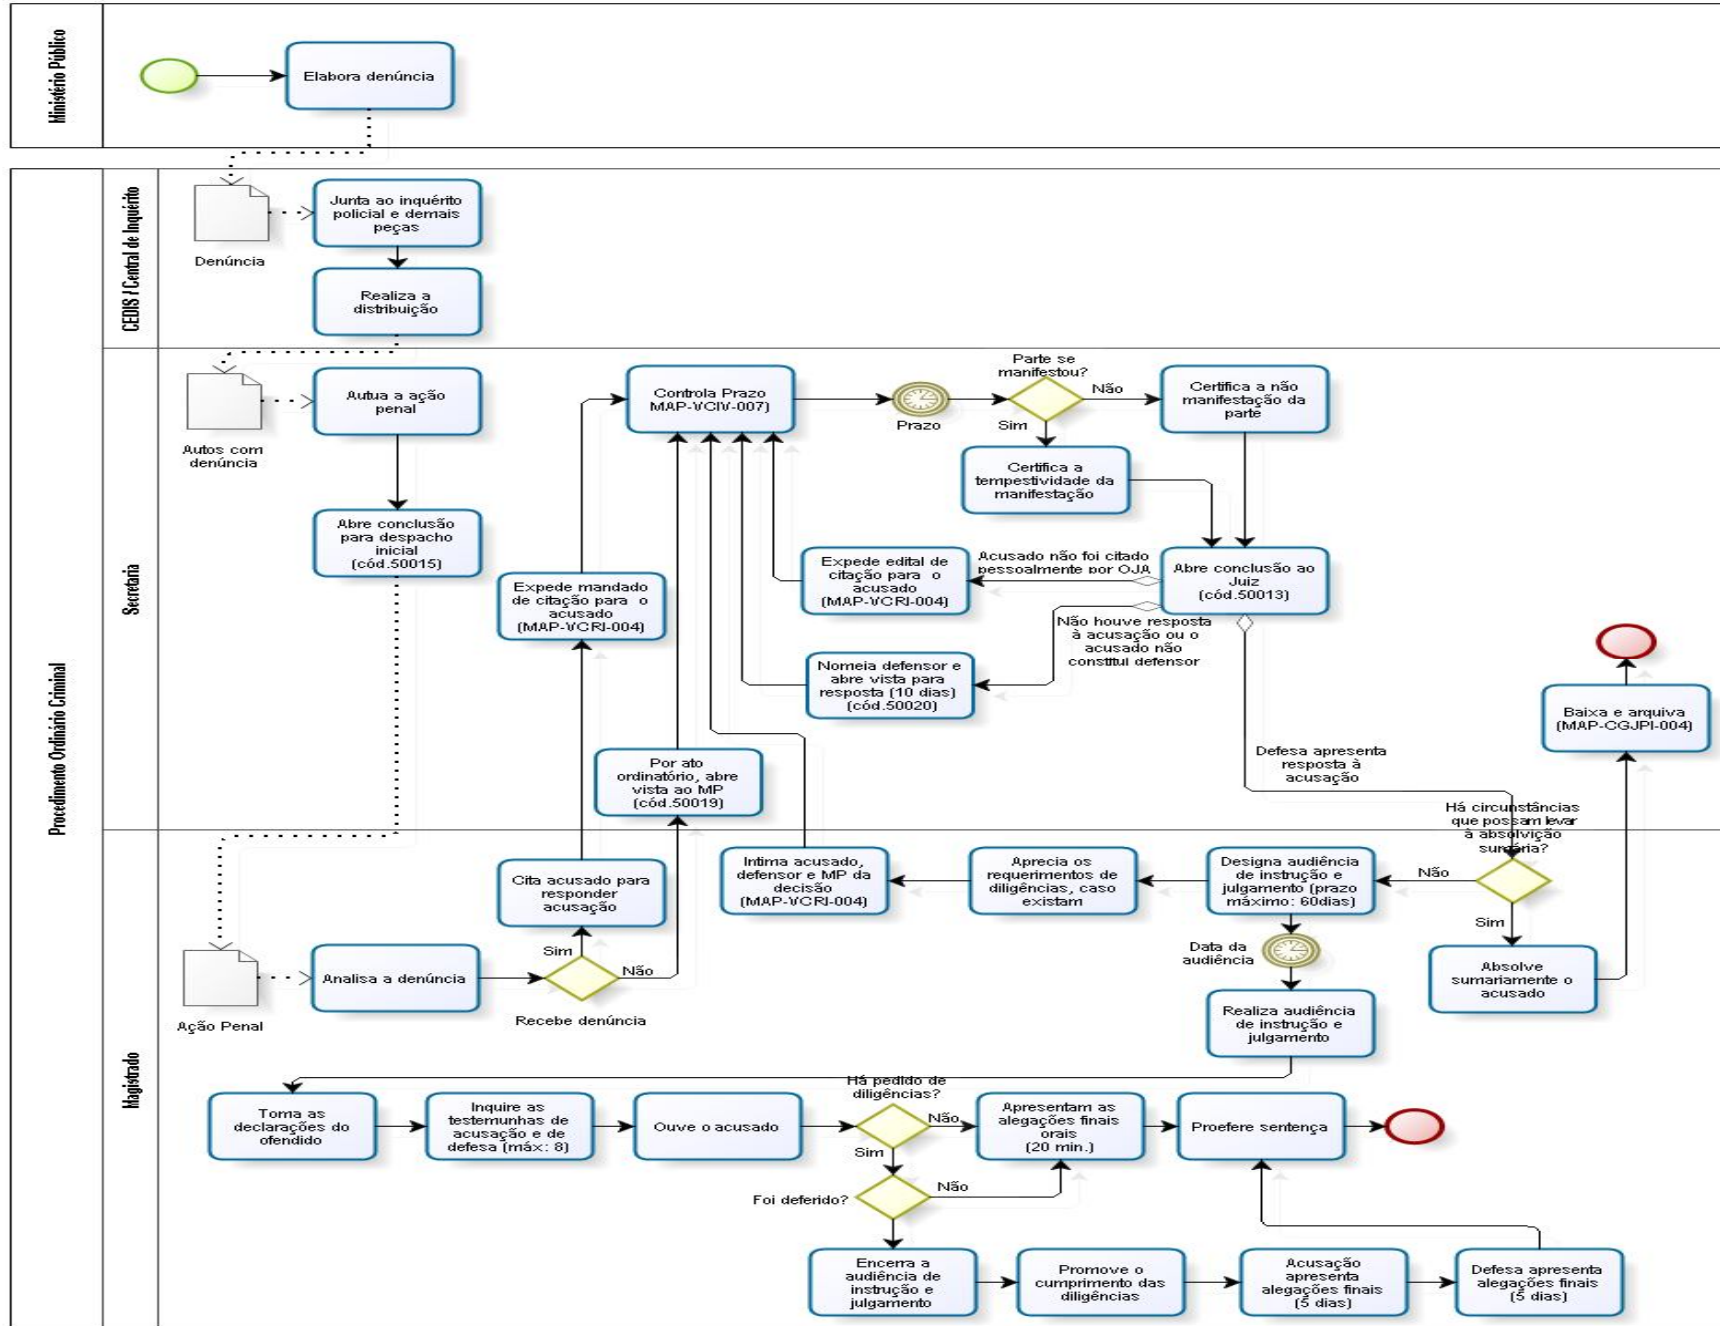 Ministério Público
Elabora denúncia
Procedimento Ordinário Criminal
CEDIS / Central de Inquérito
Denúncia
Junta ao inquérito
policial e demais
peças
Realiza a
distribuição
Secretaria
Autos com
denúncia
Autua a ação
penal
Abre conclusão
para despacho
inicial
(cód.50015)
Controla Prazo
MAP-VCIV-007)
Prazo
Parte se
manifestou?
Não
Sim
Certifica a não
manifestação da
parte
Certifica a
tempestividade da
manifestação
Expede mandado
de citação para o
acusado
(MAP-VCRI-004)
Expede edital de
citação para o
acusado
(MAP-VCRI-004)
Acusado não foi citado
pessoalmente por OJA
Abre conclusão ao
Juiz
(cód.50013)
Não houve resposta
à acusação ou o
acusado não
constitui defensor
Nomeia defensor e
abre vista para
resposta (10 dias)
(cód.50020)
Baixa e arquiva
(MAP-CGJPI-004)
Por ato
ordinatório, abre
vista ao MP
(cód.50019)
Defesa apresenta
resposta à
acusação
Há circunstâncias
que possam levar
à absolvição
sumária?
Magistrado
Cita acusado para
responder
acusação
Intima acusado,
defensor e MP da
decisão
(MAP-VCRI-004)
Aprecia os
requerimentos de
diligências, caso
existam
Designa audiência
de instrução e
julgamento (prazo
máximo: 60dias)
Não
Sim
Sim
Não
Analisa a denúncia
Recebe denúncia
Ação Penal
Data da
audiência
Absolve
sumariamente o
acusado
Realiza audiência
de instrução e
julgamento
Toma as
declarações do
ofendido
Inquire as
testemunhas de
acusação e de
defesa (máx: 8)
Ouve o acusado
Há pedido de
diligências?
Não
Sim
Apresentam as
alegações finais
orais
(20 min.)
Proefere sentença
Foi deferido?
Não
Encerra a
audiência de
instrução e
julgamento
Promove o
cumprimento das
diligências
Acusação
apresenta
alegações finais
(5 dias)
Defesa apresenta
alegações finais
(5 dias)